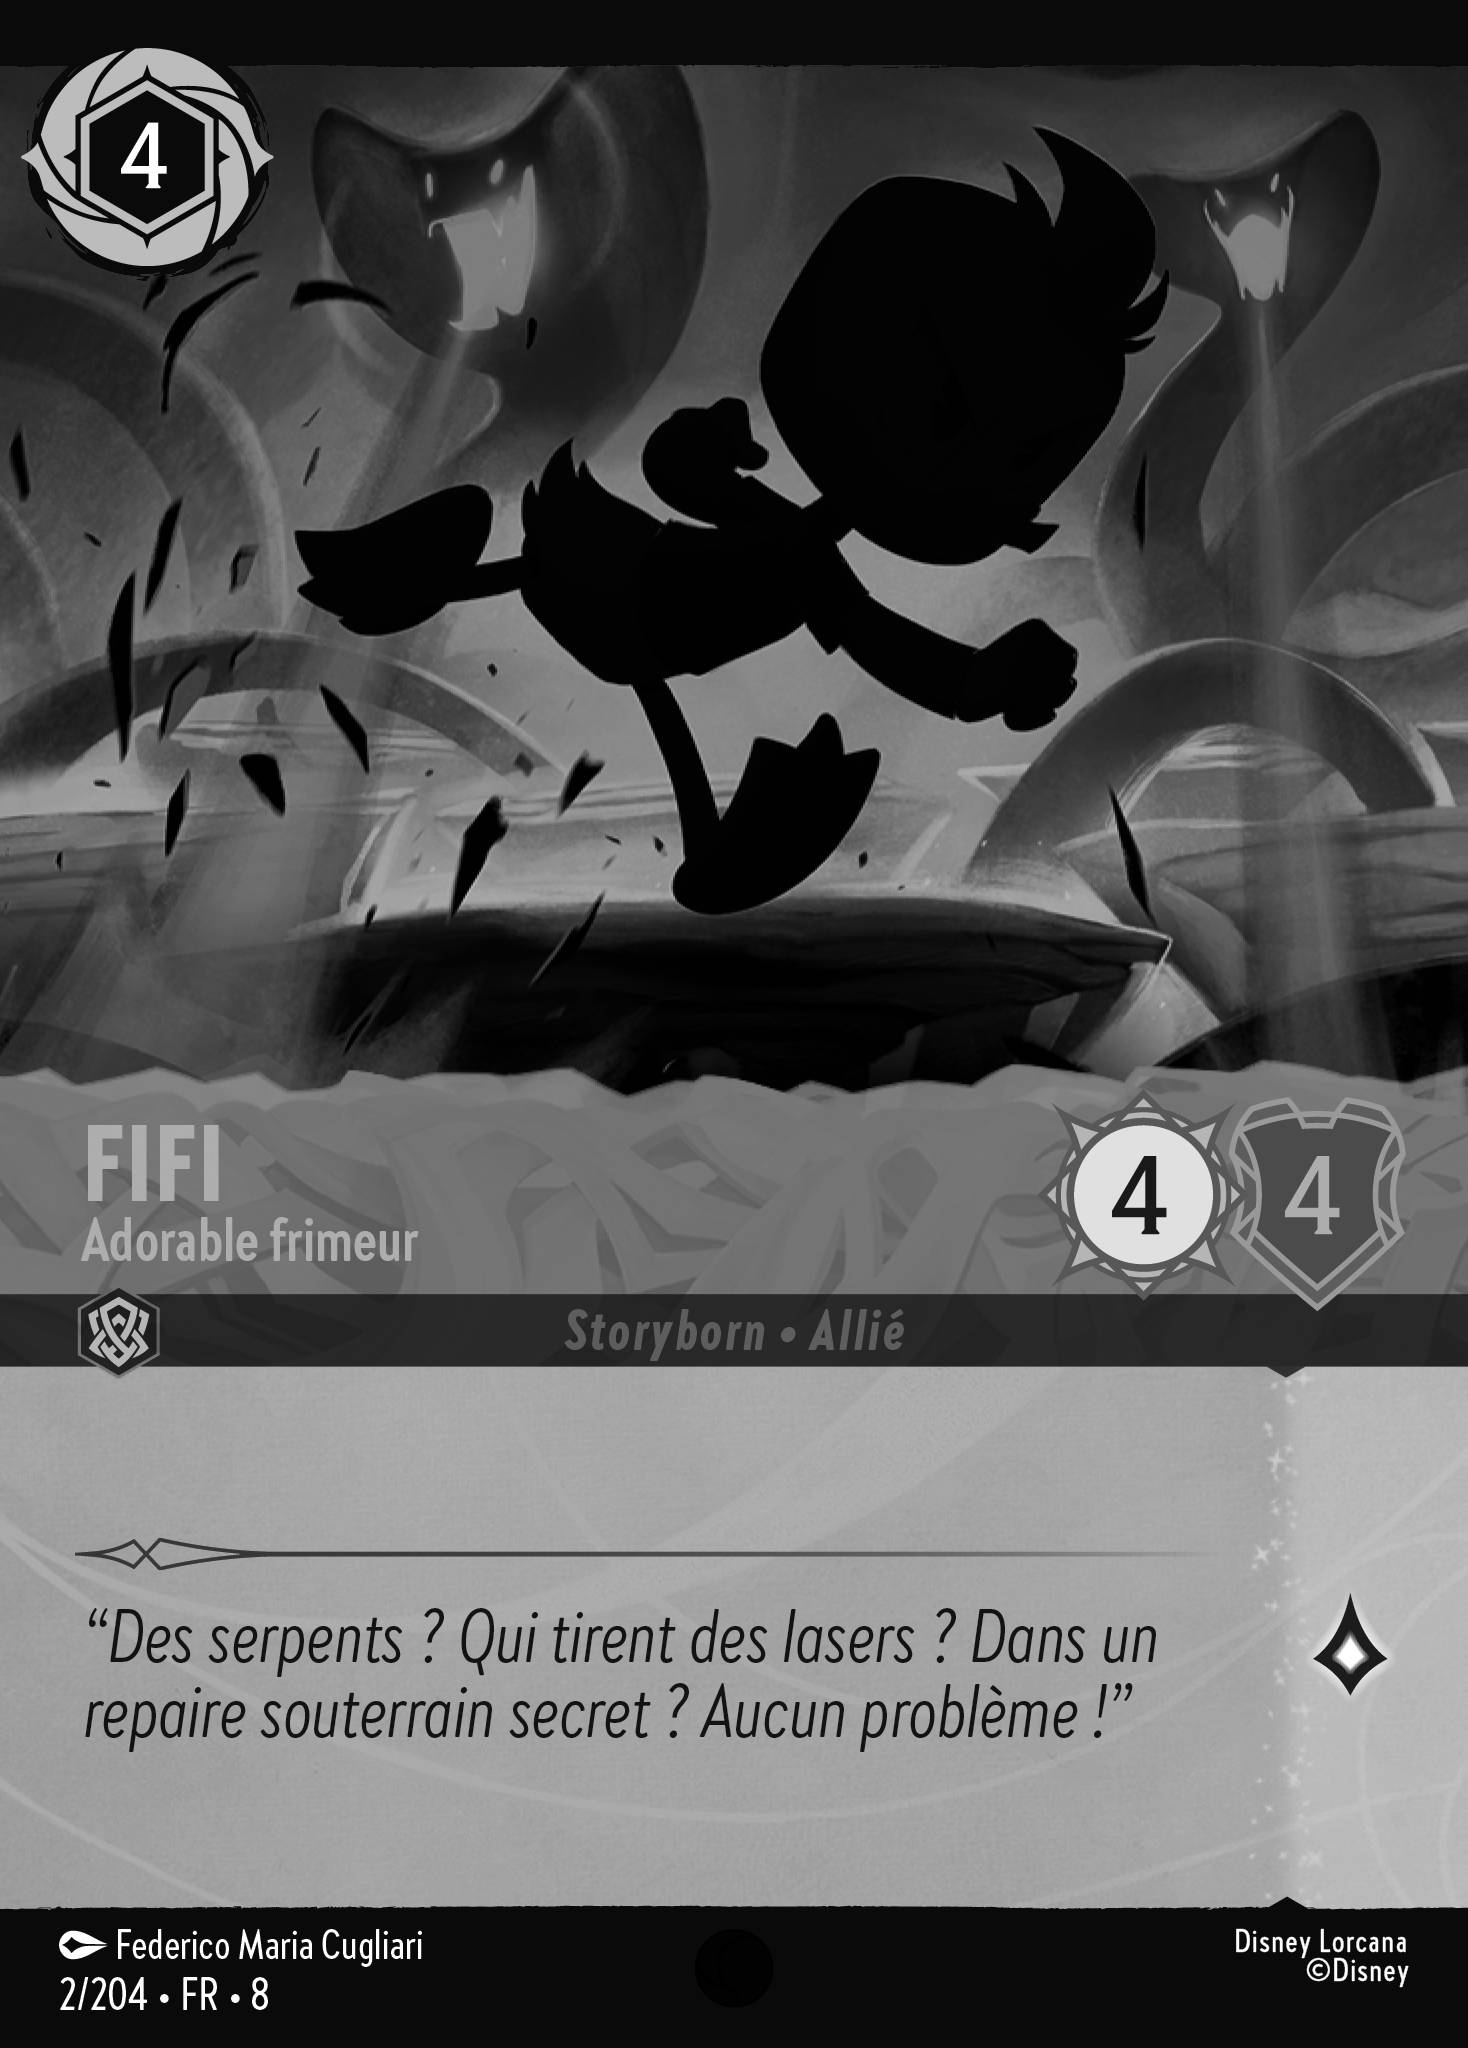 4
FIFI
Adorable frimeur
4 4
Storyborn • Allié
“Des serpents ? Qui tirent des lasers ? Dans un
repaire souterrain secret ? Aucun problème !”
Federico Maria Cugliari
2/204 • FR • 8
Disney Lorcana
©Disney